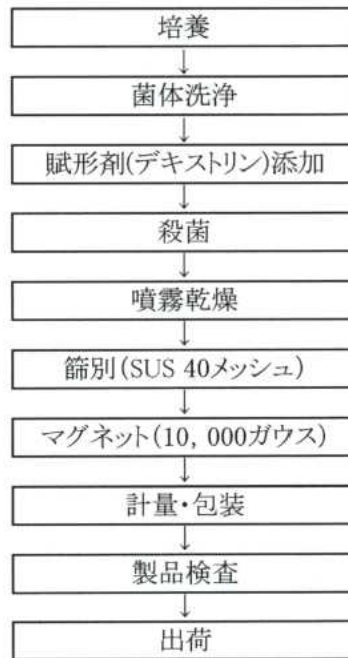 培養
↓
菌体洗浄
↓
賦形剤(デキストリン)添加
↓
殺菌
↓
噴霧乾燥
↓
篩別(SUS 40メッシュ)
↓
マグネット(10, 000ガウス)
↓
計量・包装
↓
製品検査
↓
出荷